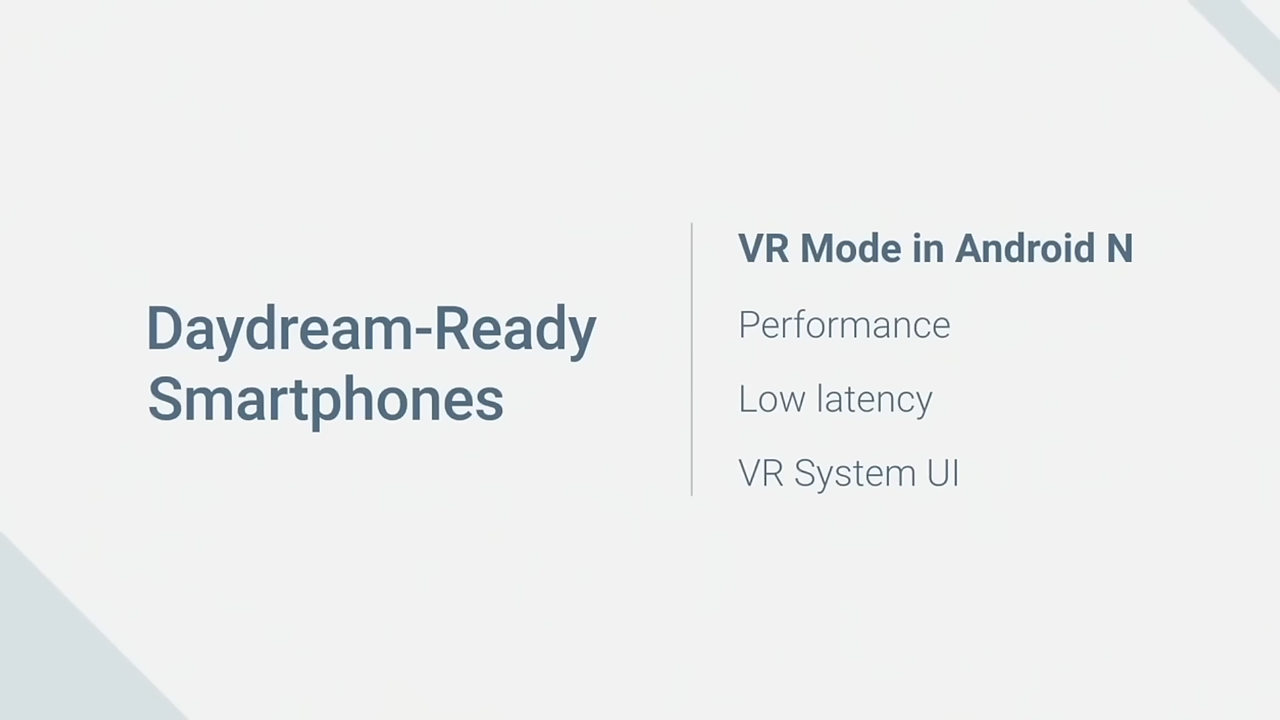 Daydream-Ready
Smartphones
VR Mode in Android N
Performance
Low latency
VR System UI